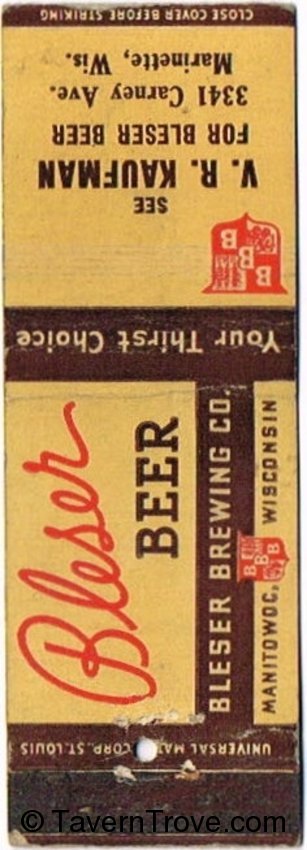 CLOSE COVER BEFORE STRIKING
SEE
V. R. KAUFMAN
FOR BLESER BEER
3341 Carney Ave.
Marinette, Wis.
B B B
Your Thirst Choice
Bleser
BEER
BLESER BREWING CO.
MANITOWOC, WISCONSIN
B B B
UNIVERSAL MAT CORP. ST. LOUIS
© TavernTrove.com